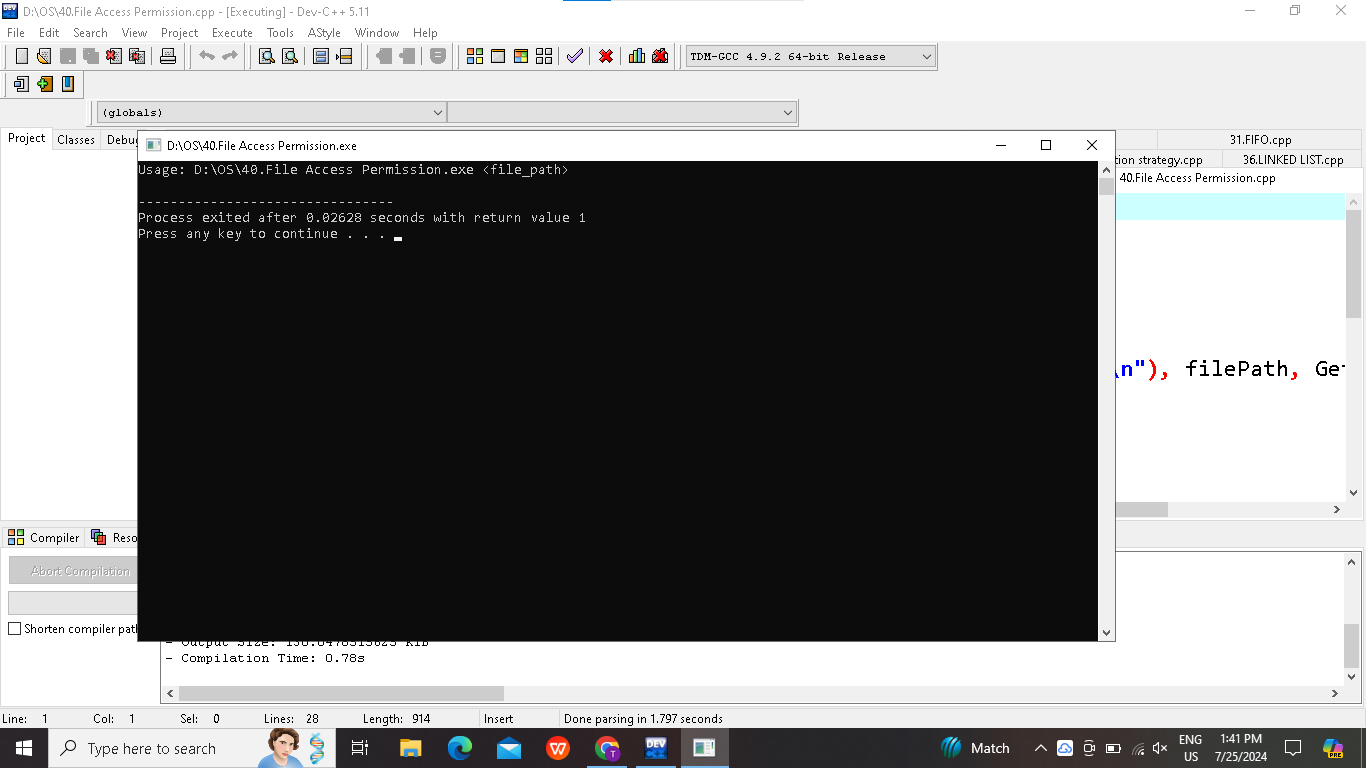 D:\OS\40.File Access Permission.cpp - [Executing] - Dev-C++ 5.11
File Edit Search View Project Execute Tools AStyle Window Help
TDM-GCC 4.9.2 64-bit Release
(globals)
Project Classes Debug
31.FIFO.cpp
tion strategy.cpp 36.LINKED LIST.cpp
40.File Access Permission.cpp
D:\OS\40.File Access Permission.exe
Usage: D:\OS\40.File Access Permission.exe <file_path>
--------------------------------
Process exited after 0.02628 seconds with return value 1
Press any key to continue . . .
\n"), filePath, Get
Compiler Reso
Abort Compilation
Shorten compiler path
- Compilation Time: 0.78s
Line: 1 Col: 1 Sel: 0 Lines: 28 Length: 914 Insert Done parsing in 1.797 seconds
Type here to search
Match
ENG
US
1:41 PM
7/25/2024